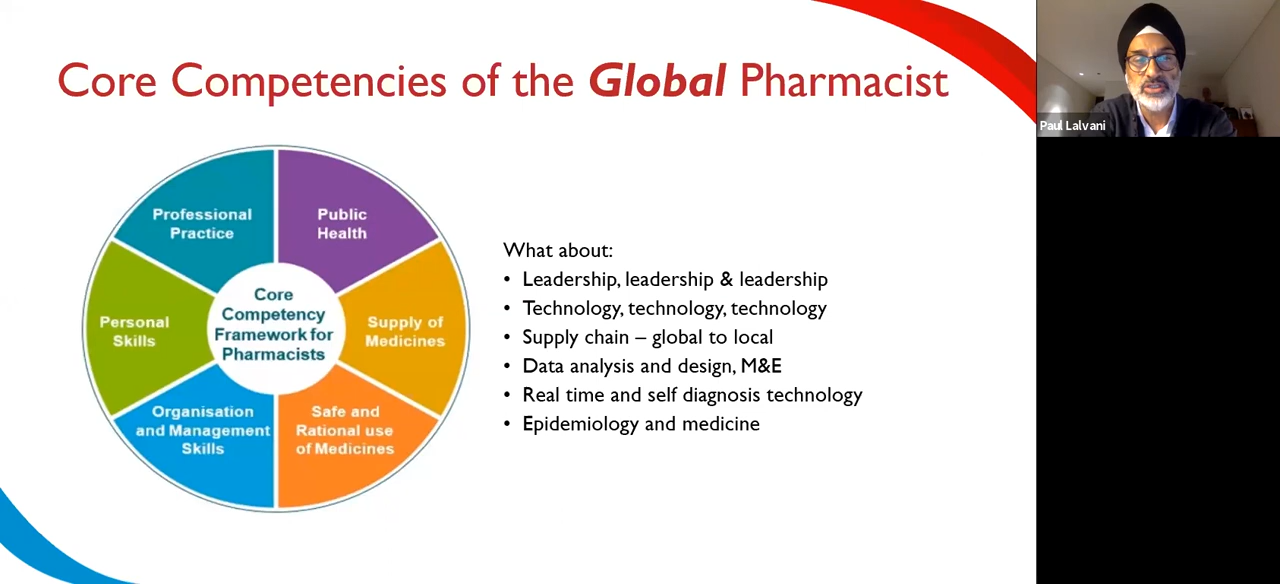 Core Competencies of the Global Pharmacist
Paul Lalvani
Professional
Practice
Public
Health
Personal
Skills
Core
Competency
Framework for
Pharmacists
Supply of
Medicines
Organisation
and Management
Skills
Safe and
Rational use
of Medicines
What about:
• Leadership, leadership & leadership
• Technology, technology, technology
• Supply chain – global to local
• Data analysis and design, M&E
• Real time and self diagnosis technology
• Epidemiology and medicine